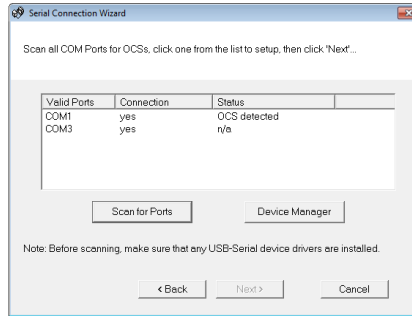 Serial Connection Wizard
Scan all COM Ports for OCSs, click one from the list to setup, then click 'Next'...
Valid Ports Connection Status
COM1 yes OCS detected
COM3 yes n/a
Scan for Ports Device Manager
Note: Before scanning, make sure that any USB-Serial device drivers are installed.
< Back Next > Cancel